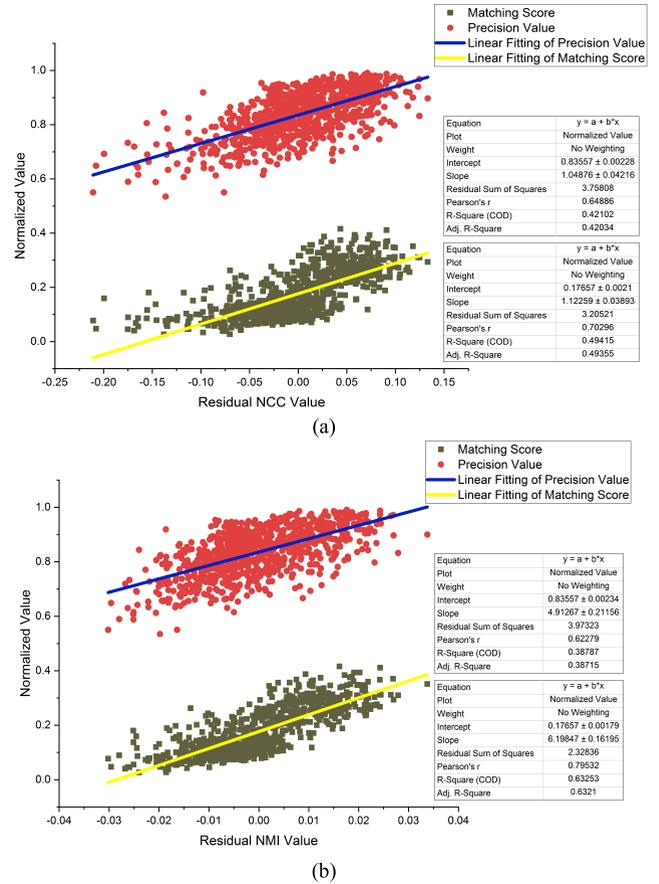 Matching Score
Precision Value
Linear Fitting of Precision Value
Linear Fitting of Matching Score
Normalized Value
1.0
0.8
0.6
0.4
0.2
0.0
-0.25 -0.20 -0.15 -0.10 -0.05 0.00 0.05 0.10 0.15
Residual NCC Value
Equation y = a + b*x
Plot Normalized Value
Weight No Weighting
Intercept 0.83557 ± 0.00228
Slope 1.04876 ± 0.04216
Residual Sum of Squares 3.75808
Pearson's r 0.64886
R-Square (COD) 0.42102
Adj. R-Square 0.42034
Equation y = a + b*x
Plot Normalized Value
Weight No Weighting
Intercept 0.17657 ± 0.0021
Slope 1.12259 ± 0.03893
Residual Sum of Squares 3.20521
Pearson's r 0.70296
R-Square (COD) 0.49415
Adj. R-Square 0.49355
(a)
Matching Score
Precision Value
Linear Fitting of Precision Value
Linear Fitting of Matching Score
Normalized Value
1.0
0.8
0.6
0.4
0.2
0.0
-0.04 -0.03 -0.02 -0.01 0.00 0.01 0.02 0.03 0.04
Residual NMI Value
Equation y = a + b*x
Plot Normalized Value
Weight No Weighting
Intercept 0.83557 ± 0.00234
Slope 4.91267 ± 0.21156
Residual Sum of Squares 3.97323
Pearson's r 0.62279
R-Square (COD) 0.38787
Adj. R-Square 0.38715
Equation y = a + b*x
Plot Normalized Value
Weight No Weighting
Intercept 0.17657 ± 0.00179
Slope 6.19847 ± 0.16195
Residual Sum of Squares 2.32836
Pearson's r 0.79532
R-Square (COD) 0.63253
Adj. R-Square 0.6321
(b)